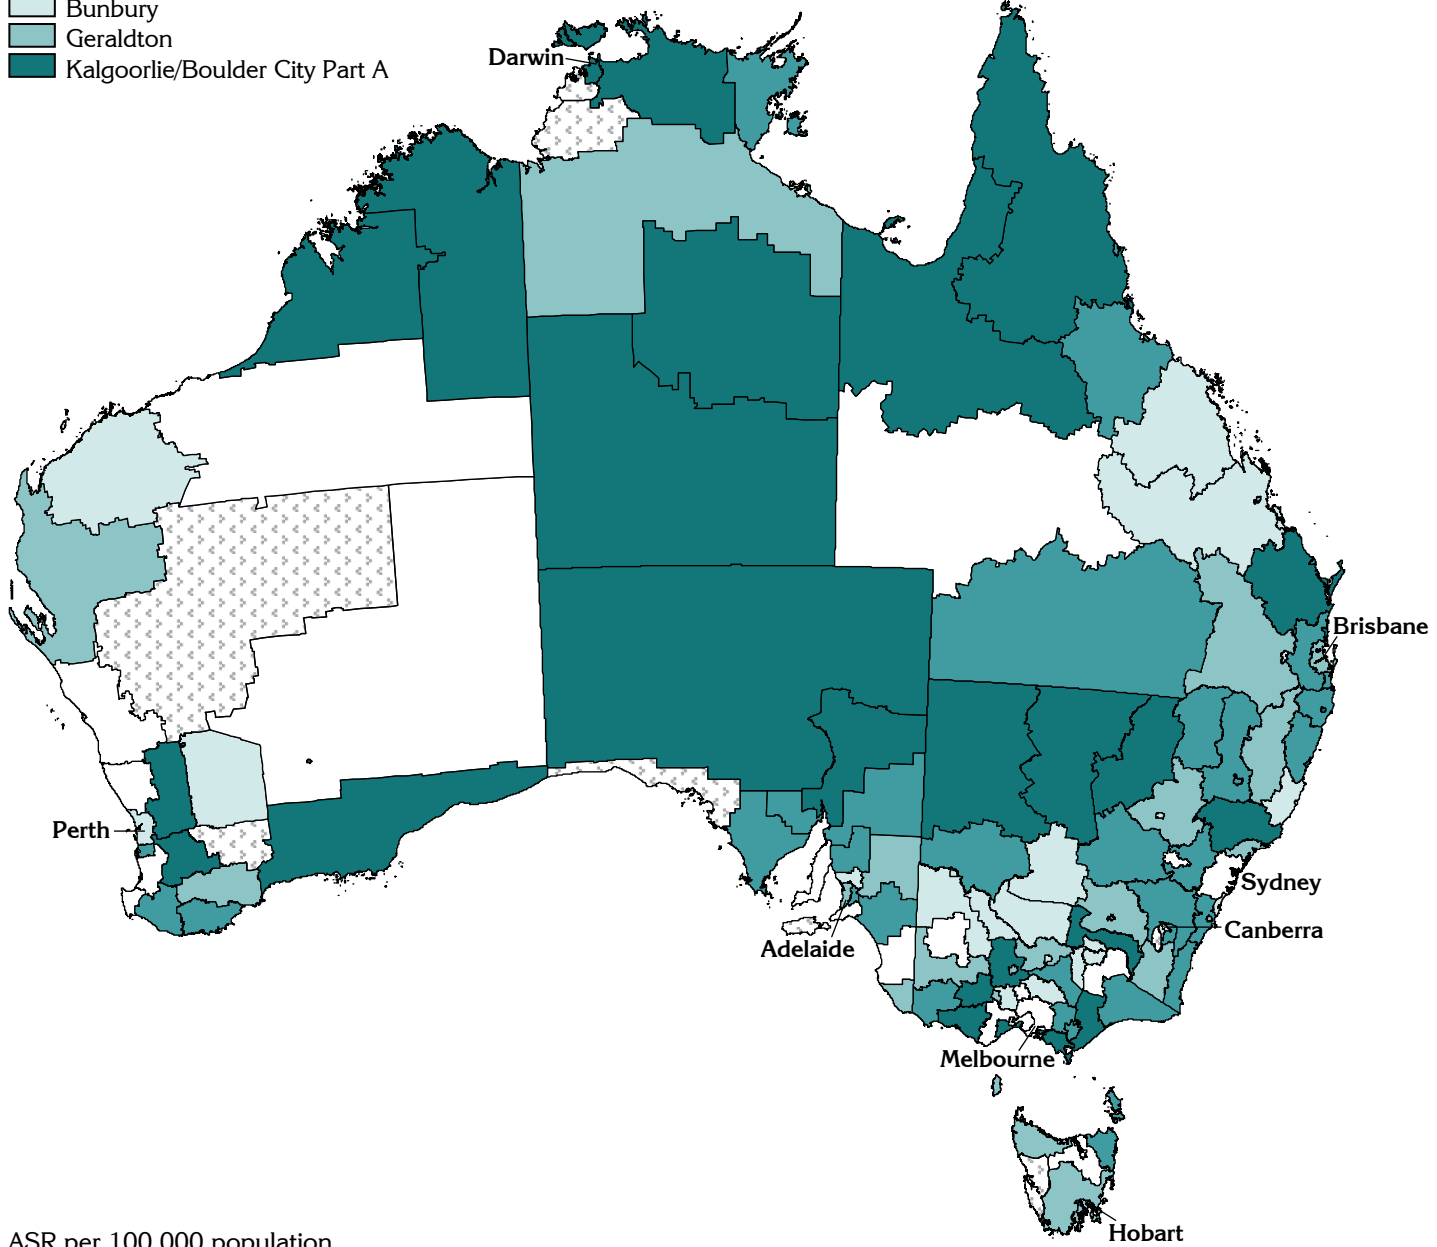 Bunbury
Geraldton
Kalgoorlie/Boulder City Part A
Darwin
Brisbane
Perth
Sydney
Canberra
Adelaide
Melbourne
Hobart
ASR per 100,000 population